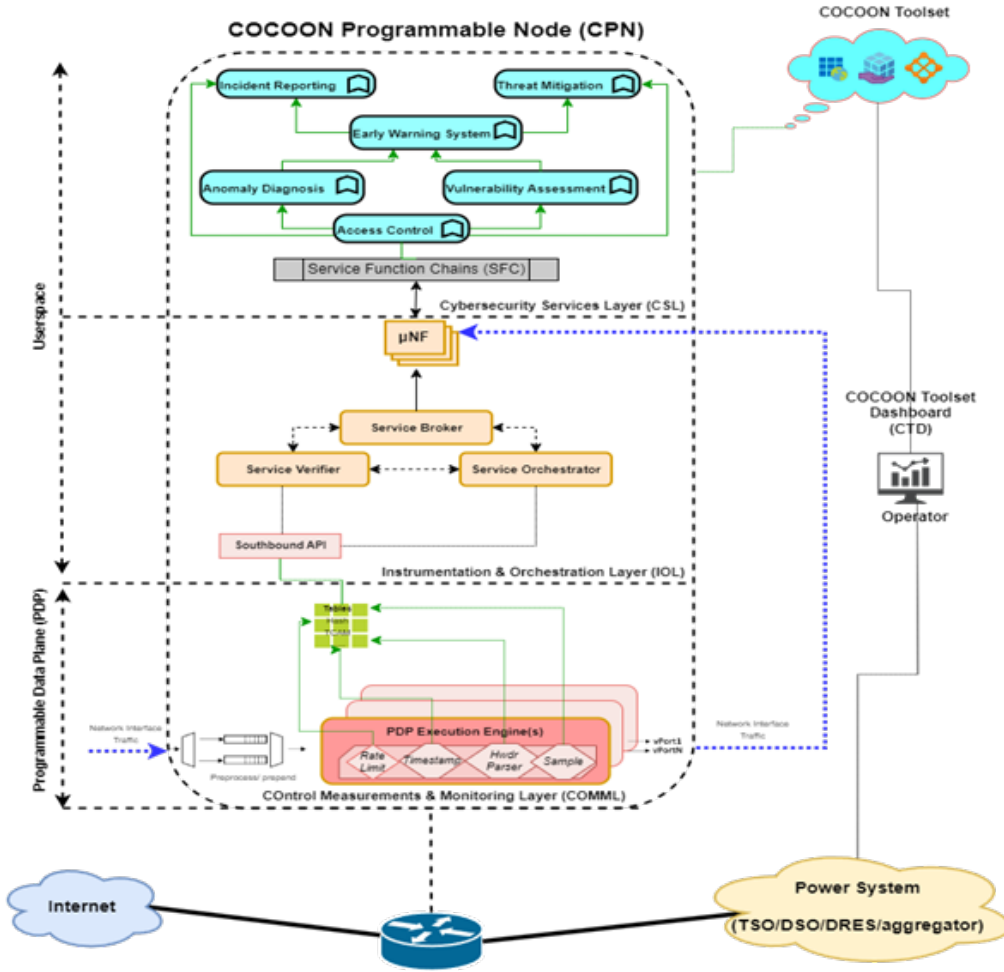 COCOON Toolset
COCOON Programmable Node (CPN)
Incident Reporting
Threat Mitigation
Early Warning System
Anomaly Diagnosis
Vulnerability Assessment
Access Control
Service Function Chains (SFC)
Cybersecurity Services Layer (CSL)
Userspace
µNF
COCOON Toolset
Dashboard
(CTD)
Service Broker
Service Verifier
Service Orchestrator
Operator
Southbound API
Instrumentation & Orchestration Layer (IOL)
Programmable Data Plane (PDP)
Tables
Hash
TCAM
Network Interface
Traffic
PDP Execution Engine(s)
Rate
Limit
Timestamp
Hwdr
Parser
Sample
vPort1
vPortN
Network Interface
Traffic
Preprocess/ prepend
COntrol Measurements & Monitoring Layer (COMML)
Internet
Power System
(TSO/DSO/DRES/aggregator)